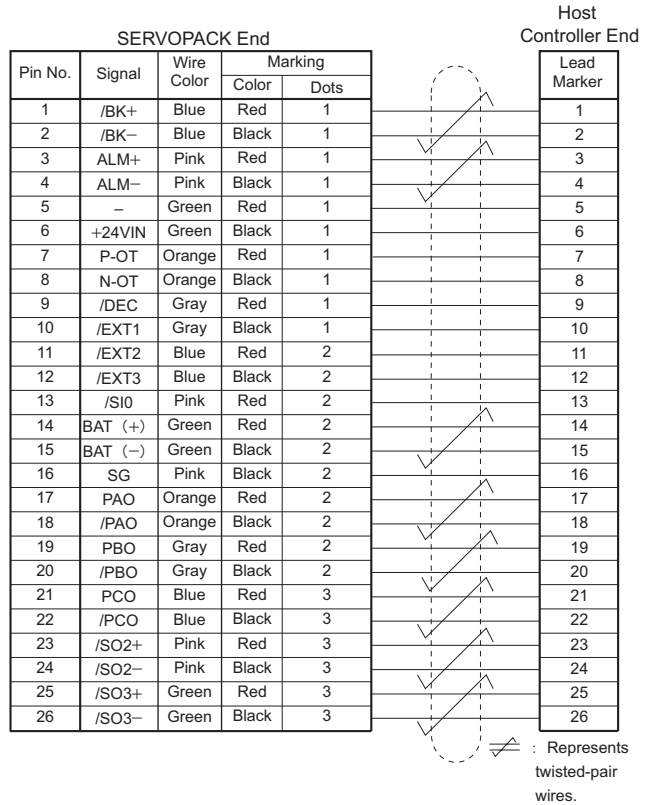 SERVOPACK End
Host
Controller End
Pin No. Signal Wire Color Marking Lead Marker
Color Dots
1 /BK+ Blue Red 1 1
2 /BK− Blue Black 1 2
3 ALM+ Pink Red 1 3
4 ALM− Pink Black 1 4
5 – Green Red 1 5
6 +24VIN Green Black 1 6
7 P-OT Orange Red 1 7
8 N-OT Orange Black 1 8
9 /DEC Gray Red 1 9
10 /EXT1 Gray Black 1 10
11 /EXT2 Blue Red 2 11
12 /EXT3 Blue Black 2 12
13 /SI0 Pink Red 2 13
14 BAT (+) Green Red 2 14
15 BAT (−) Green Black 2 15
16 SG Pink Black 2 16
17 PAO Orange Red 2 17
18 /PAO Orange Black 2 18
19 PBO Gray Red 2 19
20 /PBO Gray Black 2 20
21 PCO Blue Red 3 21
22 /PCO Blue Black 3 22
23 /SO2+ Pink Red 3 23
24 /SO2− Pink Black 3 24
25 /SO3+ Green Red 3 25
26 /SO3− Green Black 3 26
: Represents
twisted-pair
wires.